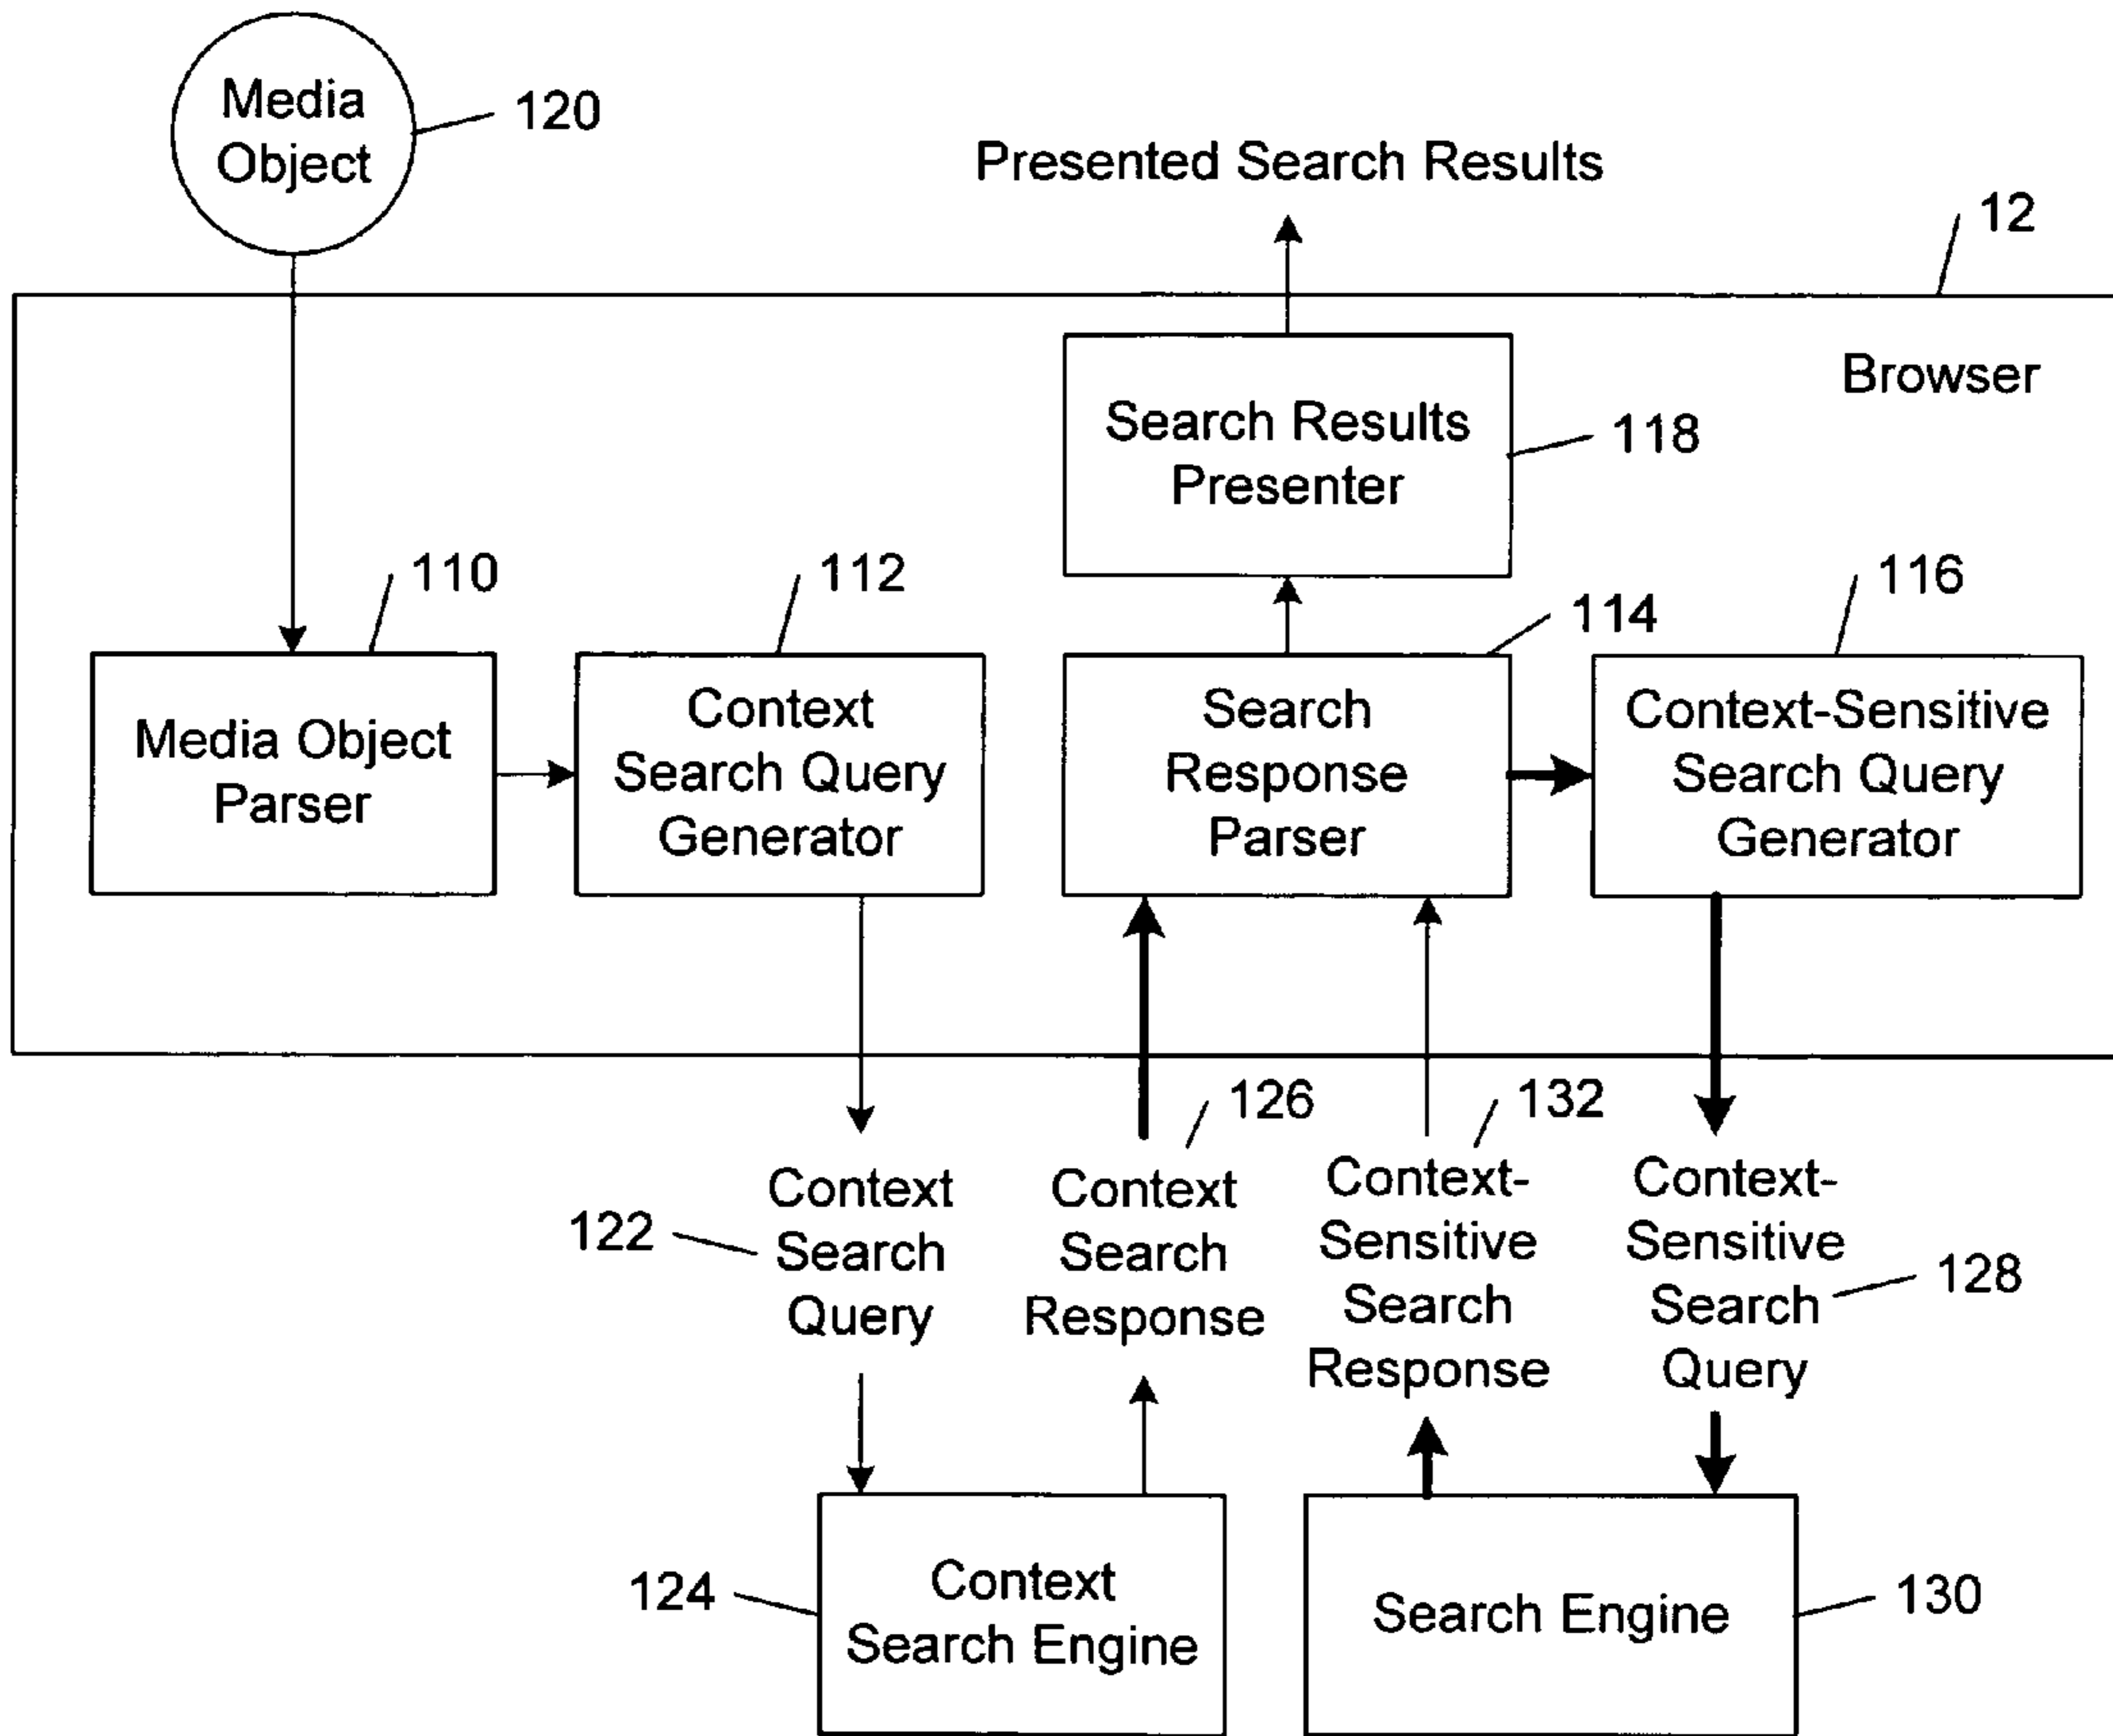 Media
Object
120
Presented Search Results
12
Browser
Search Results
Presenter
118
110
112
114
116
Media Object
Parser
Context
Search Query
Generator
Search
Response
Parser
Context-Sensitive
Search Query
Generator
126
132
122
Context
Search
Query
Context
Search
Response
Context-
Sensitive
Search
Response
Context-
Sensitive
Search
Query
128
124
Context
Search Engine
Search Engine
130